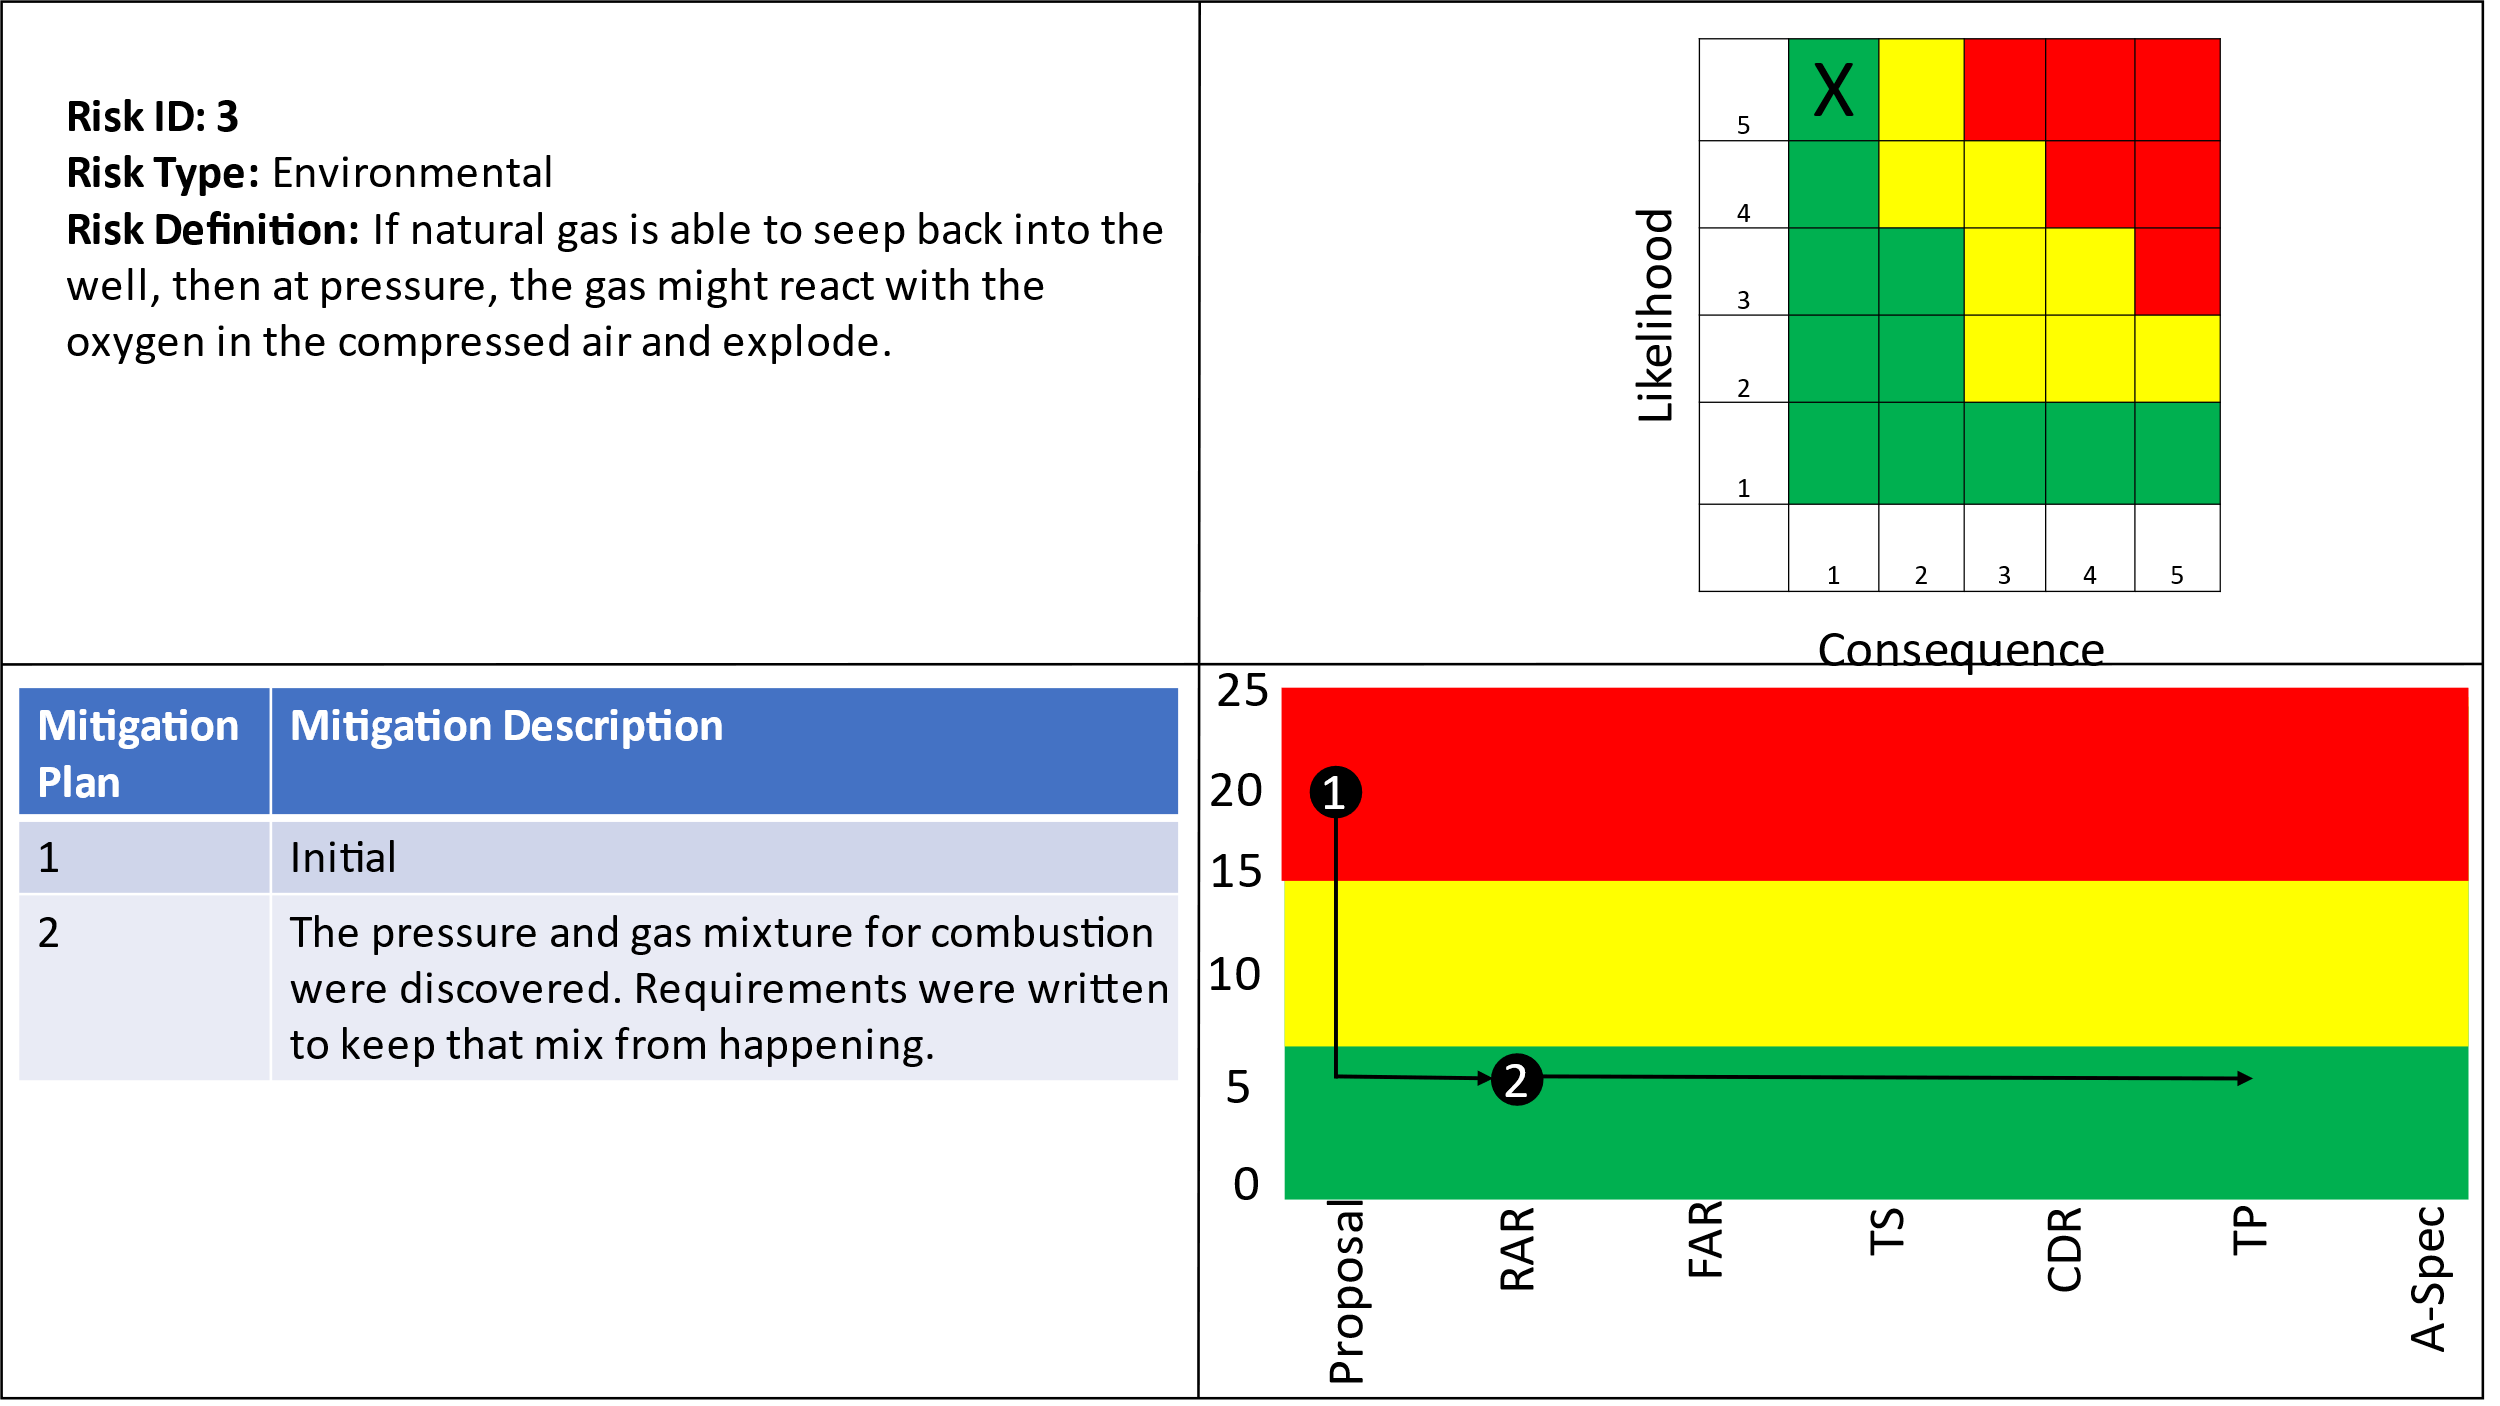 Risk ID: 3
Risk Type: Environmental
Risk Definition: If natural gas is able to seep back into the
well, then at pressure, the gas might react with the
oxygen in the compressed air and explode.
Likelihood
5
X
4
3
2
1
1 2 3 4 5
Consequence
Mitigation
Plan
Mitigation Description
1
Initial
2
The pressure and gas mixture for combustion
were discovered. Requirements were written
to keep that mix from happening.
25
20
15
10
5
0
1
2
Proposal
RAR
FAR
TS
CDR
TP
A-Spec